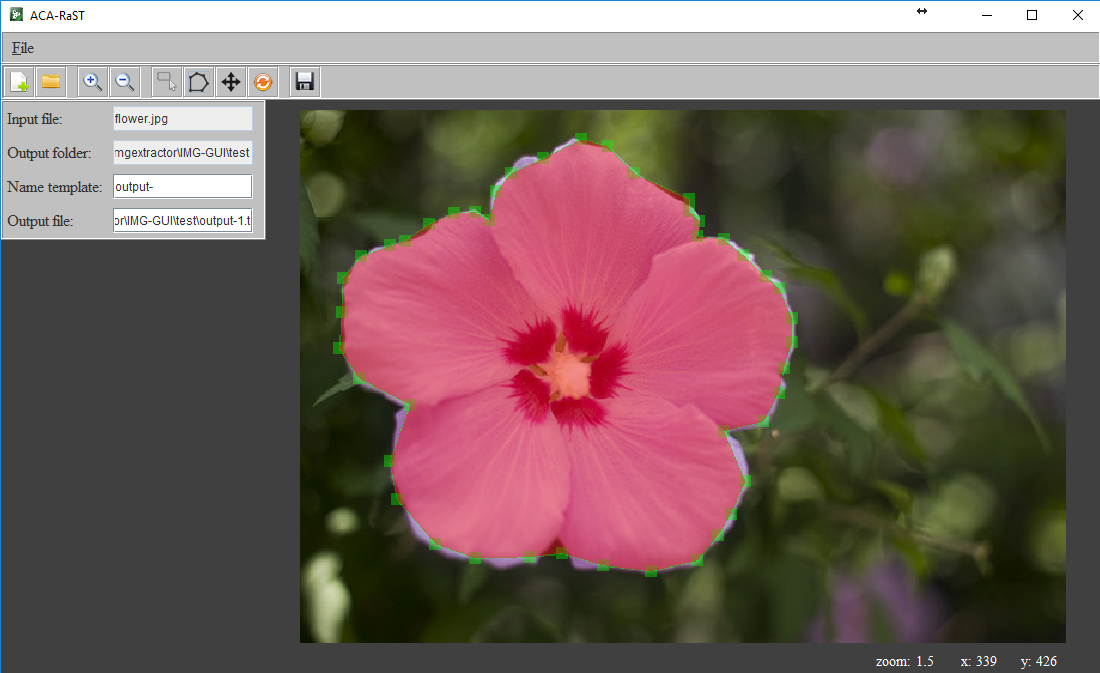 ACA-RaST
File
Input file: flower.jpg
Output folder: mgextractor\IMG-GUI\test
Name template: output-
Output file: or\IMG-GUI\test\output-1.t
zoom: 1.5 x: 339 y: 426